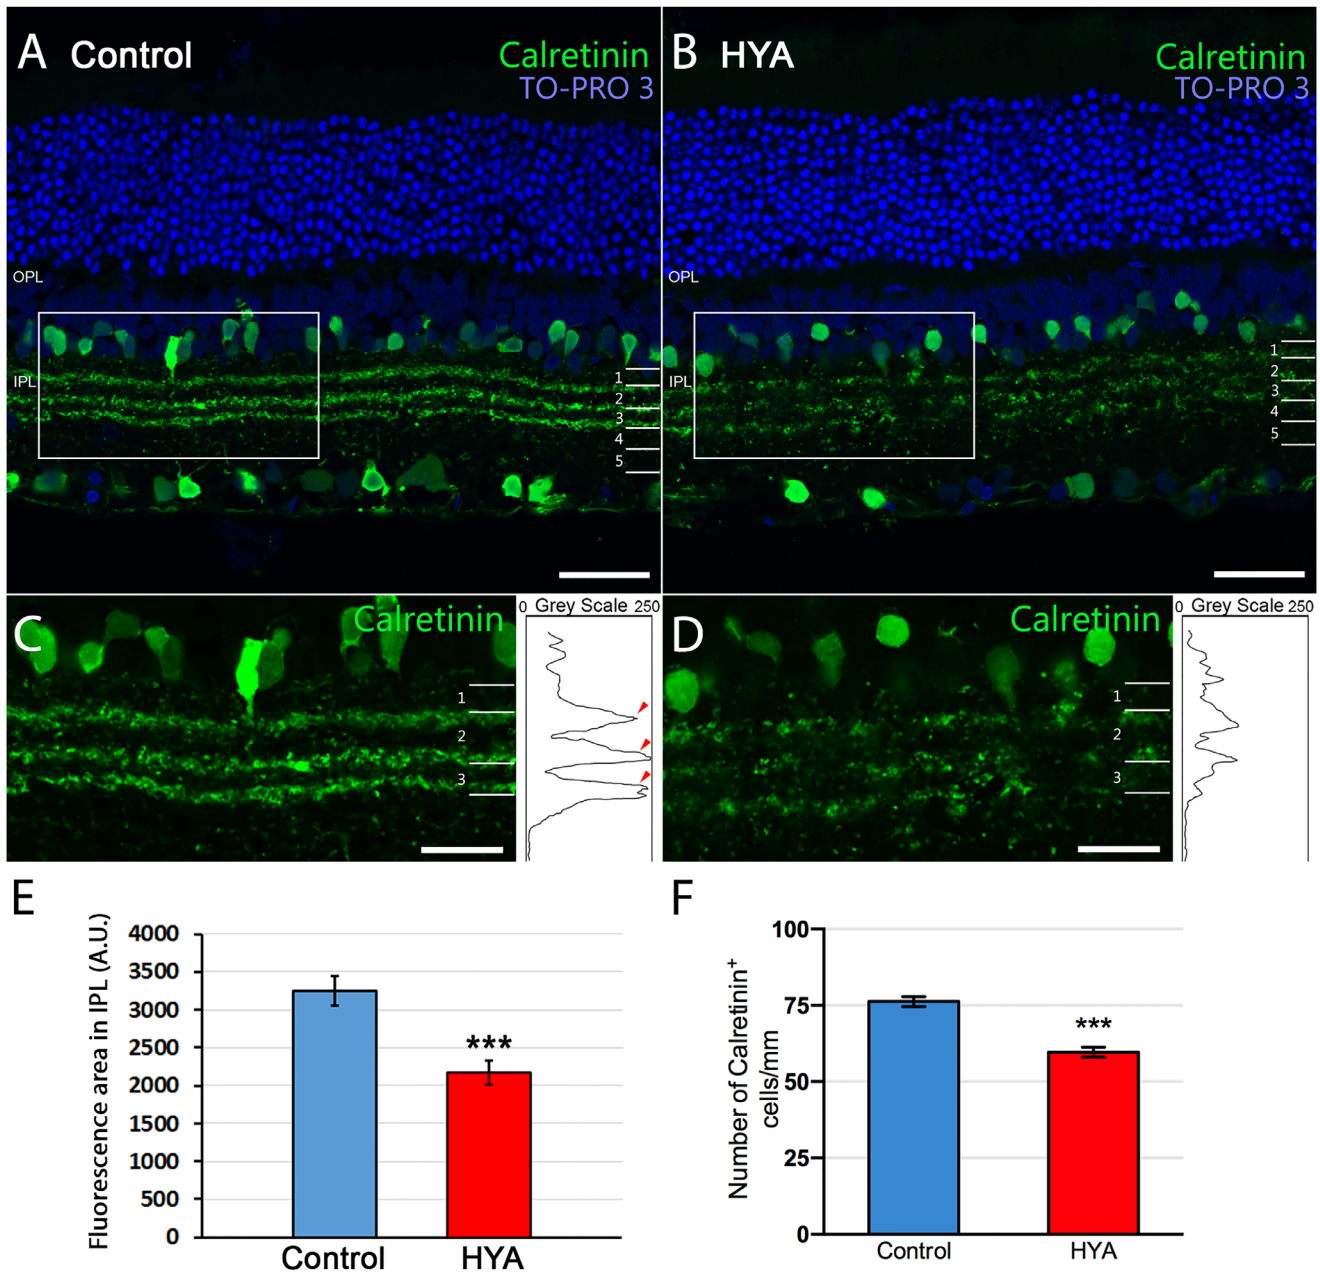 A Control
Calretinin
TO-PRO 3
OPL
IPL
1
2
3
4
5
B HYA
Calretinin
TO-PRO 3
OPL
IPL
1
2
3
4
5
C
Calretinin
1
2
3
0 Grey Scale 250
D
Calretinin
1
2
3
0 Grey Scale 250
E
Fluorescence area in IPL (A.U.)
4000
3500
3000
2500
2000
1500
1000
500
0
***
Control HYA
F
Number of Calretinin⁺
cells/mm
100
75
50
25
0
***
Control HYA